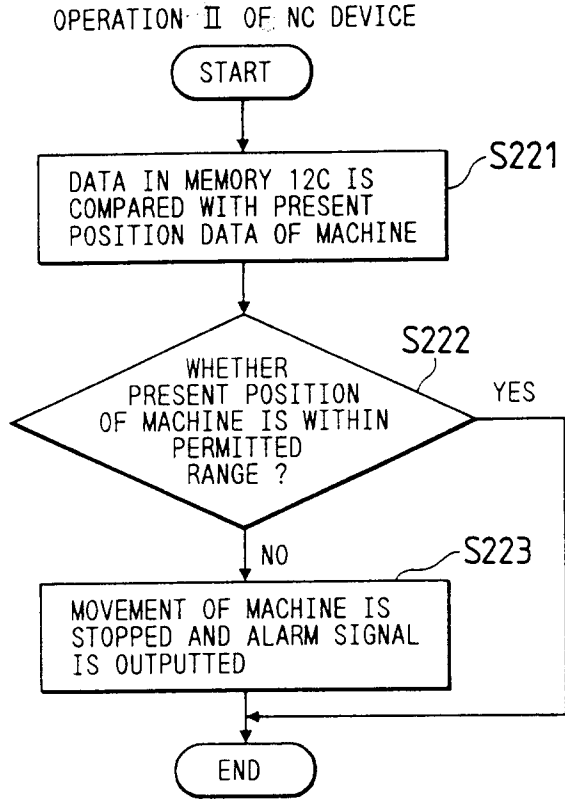 OPERATION II OF NC DEVICE
START
S221
DATA IN MEMORY 12C IS
COMPARED WITH PRESENT
POSITION DATA OF MACHINE
S222
WHETHER
PRESENT POSITION
OF MACHINE IS WITHIN
PERMITTED
RANGE ?
YES
NO
S223
MOVEMENT OF MACHINE IS
STOPPED AND ALARM SIGNAL
IS OUTPUTTED
END